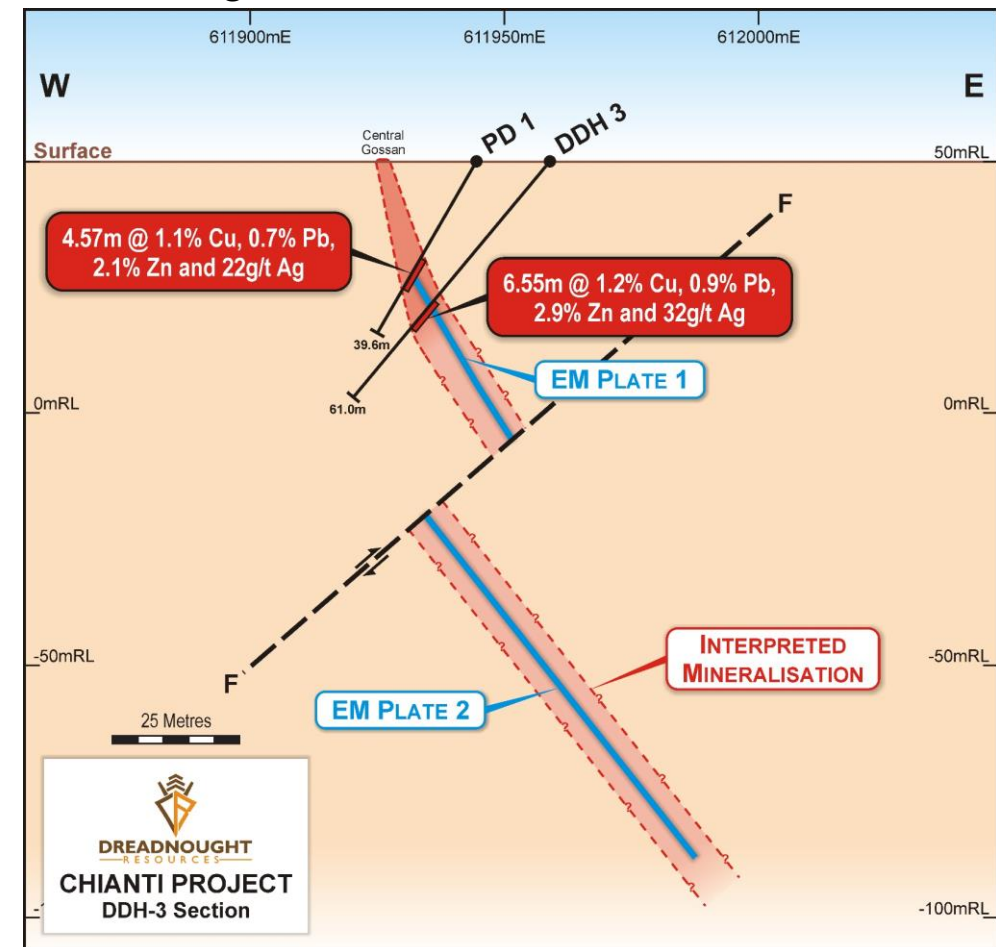 611900mE
611950mE
612000mE
W
E
Central
Gossan
PD 1
DDH 3
Surface
50mRL
F
4.57m @ 1.1% Cu, 0.7% Pb,
2.1% Zn and 22g/t Ag
6.55m @ 1.2% Cu, 0.9% Pb,
2.9% Zn and 32g/t Ag
39.6m
EM PLATE 1
61.0m
0mRL
0mRL
INTERPRETED
MINERALISATION
-50mRL
-50mRL
F
EM PLATE 2
25 Metres
DREADNOUGHT
RESOURCES
CHIANTI PROJECT
DDH-3 Section
-100mRL